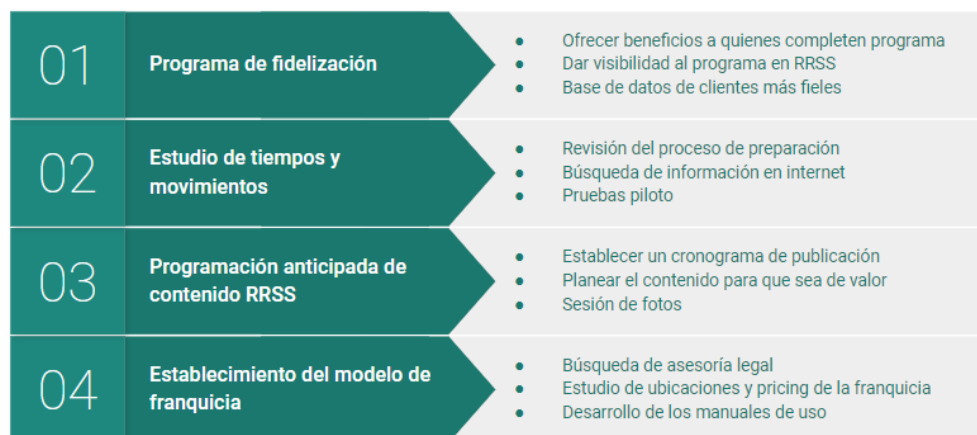 01
Programa de fidelización
● Ofrecer beneficios a quienes completen programa
● Dar visibilidad al programa en RRSS
● Base de datos de clientes más fieles
02
Estudio de tiempos y
movimientos
● Revisión del proceso de preparación
● Búsqueda de información en internet
● Pruebas piloto
03
Programación anticipada de
contenido RRSS
● Establecer un cronograma de publicación
● Planear el contenido para que sea de valor
● Sesión de fotos
04
Establecimiento del modelo de
franquicia
● Búsqueda de asesoría legal
● Estudio de ubicaciones y pricing de la franquicia
● Desarrollo de los manuales de uso